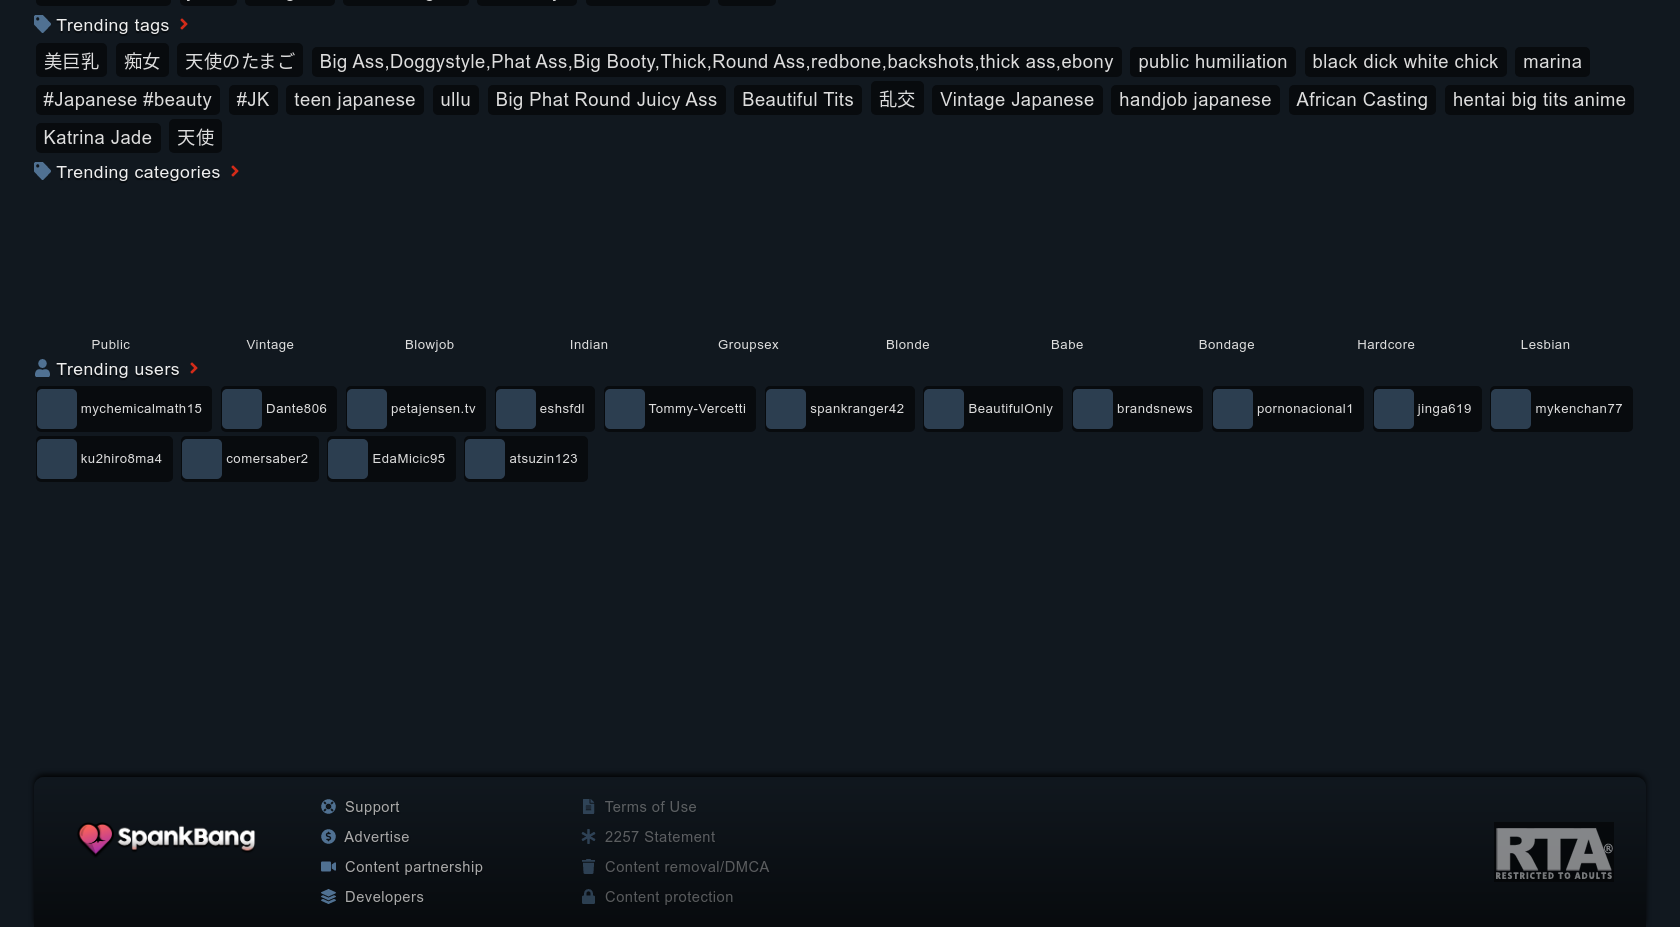 Trending tags
美巨乳 痴女 天使のたまご Big Ass,Doggystyle,Phat Ass,Big Booty,Thick,Round Ass,redbone,backshots,thick ass,ebony public humiliation black dick white chick marina
#Japanese #beauty #JK teen japanese ullu Big Phat Round Juicy Ass Beautiful Tits 乱交 Vintage Japanese handjob japanese African Casting hentai big tits anime
Katrina Jade 天使
Trending categories
Public Vintage Blowjob Indian Groupsex Blonde Babe Bondage Hardcore Lesbian
Trending users
mychemicalmath15 Dante806 petajensen.tv eshsfdl Tommy-Vercetti spankranger42 BeautifulOnly brandsnews pornonacional1 jinga619 mykenchan77
ku2hiro8ma4 comersaber2 EdaMicic95 atsuzin123
SpankBang
Support
Advertise
Content partnership
Developers
Terms of Use
2257 Statement
Content removal/DMCA
Content protection
RTA®
RESTRICTED TO ADULTS